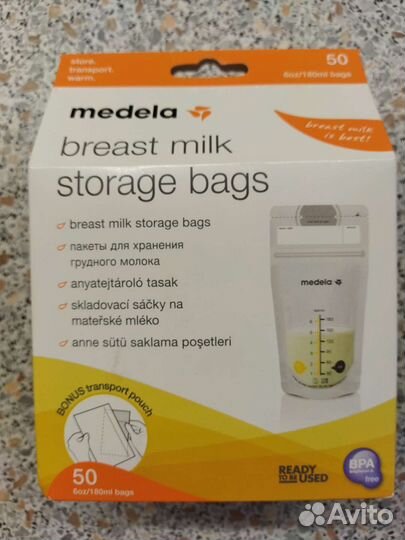 store.
transport.
warm.
50
6oz/180ml bags
medela
breast milk is best!
breast milk
storage bags
breast milk storage bags
пакеты для хранения
грудного молока
anyatejtároló tasak
skladovací sáčky na
mateřské mléko
anne sütü saklama poşetleri
medela
BONUS transport pouch
50
6oz/180ml bags
READY
TO BE USED
BPA
free
Avito